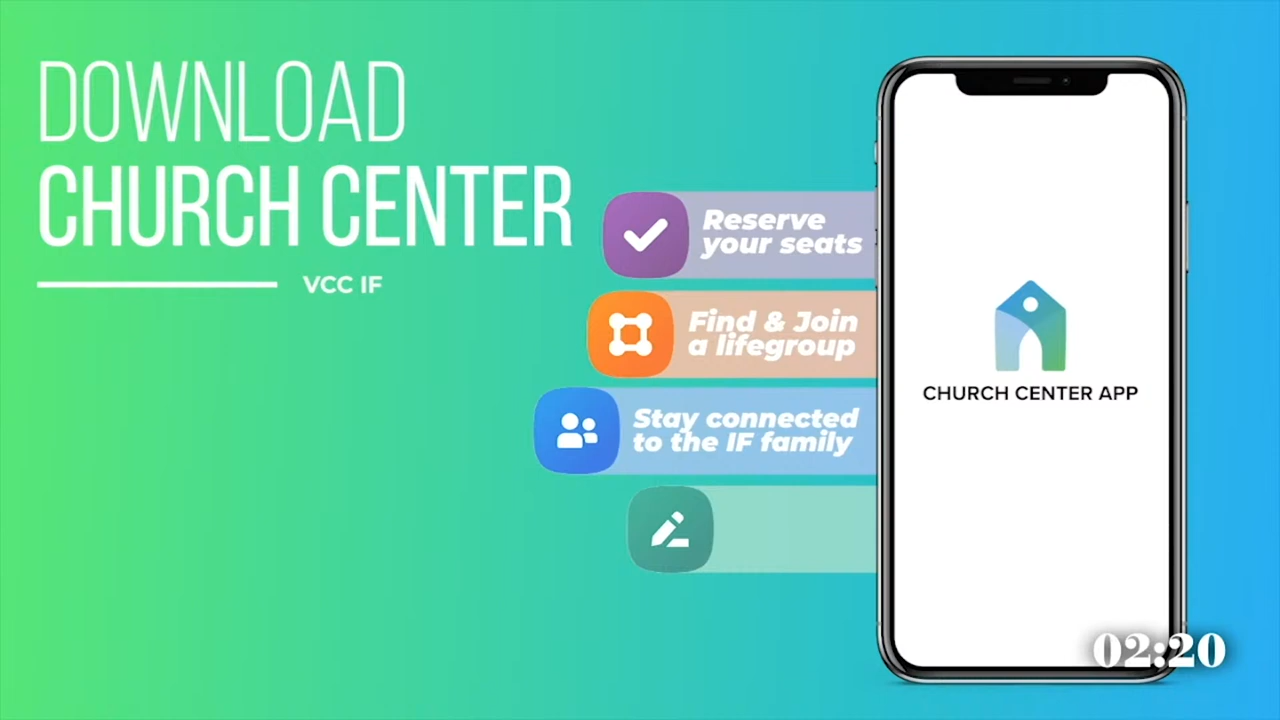 DOWNLOAD
CHURCH CENTER
VCC IF
Reserve
your seats
Find & Join
a lifegroup
Stay connected
to the IF family
CHURCH CENTER APP
02:20